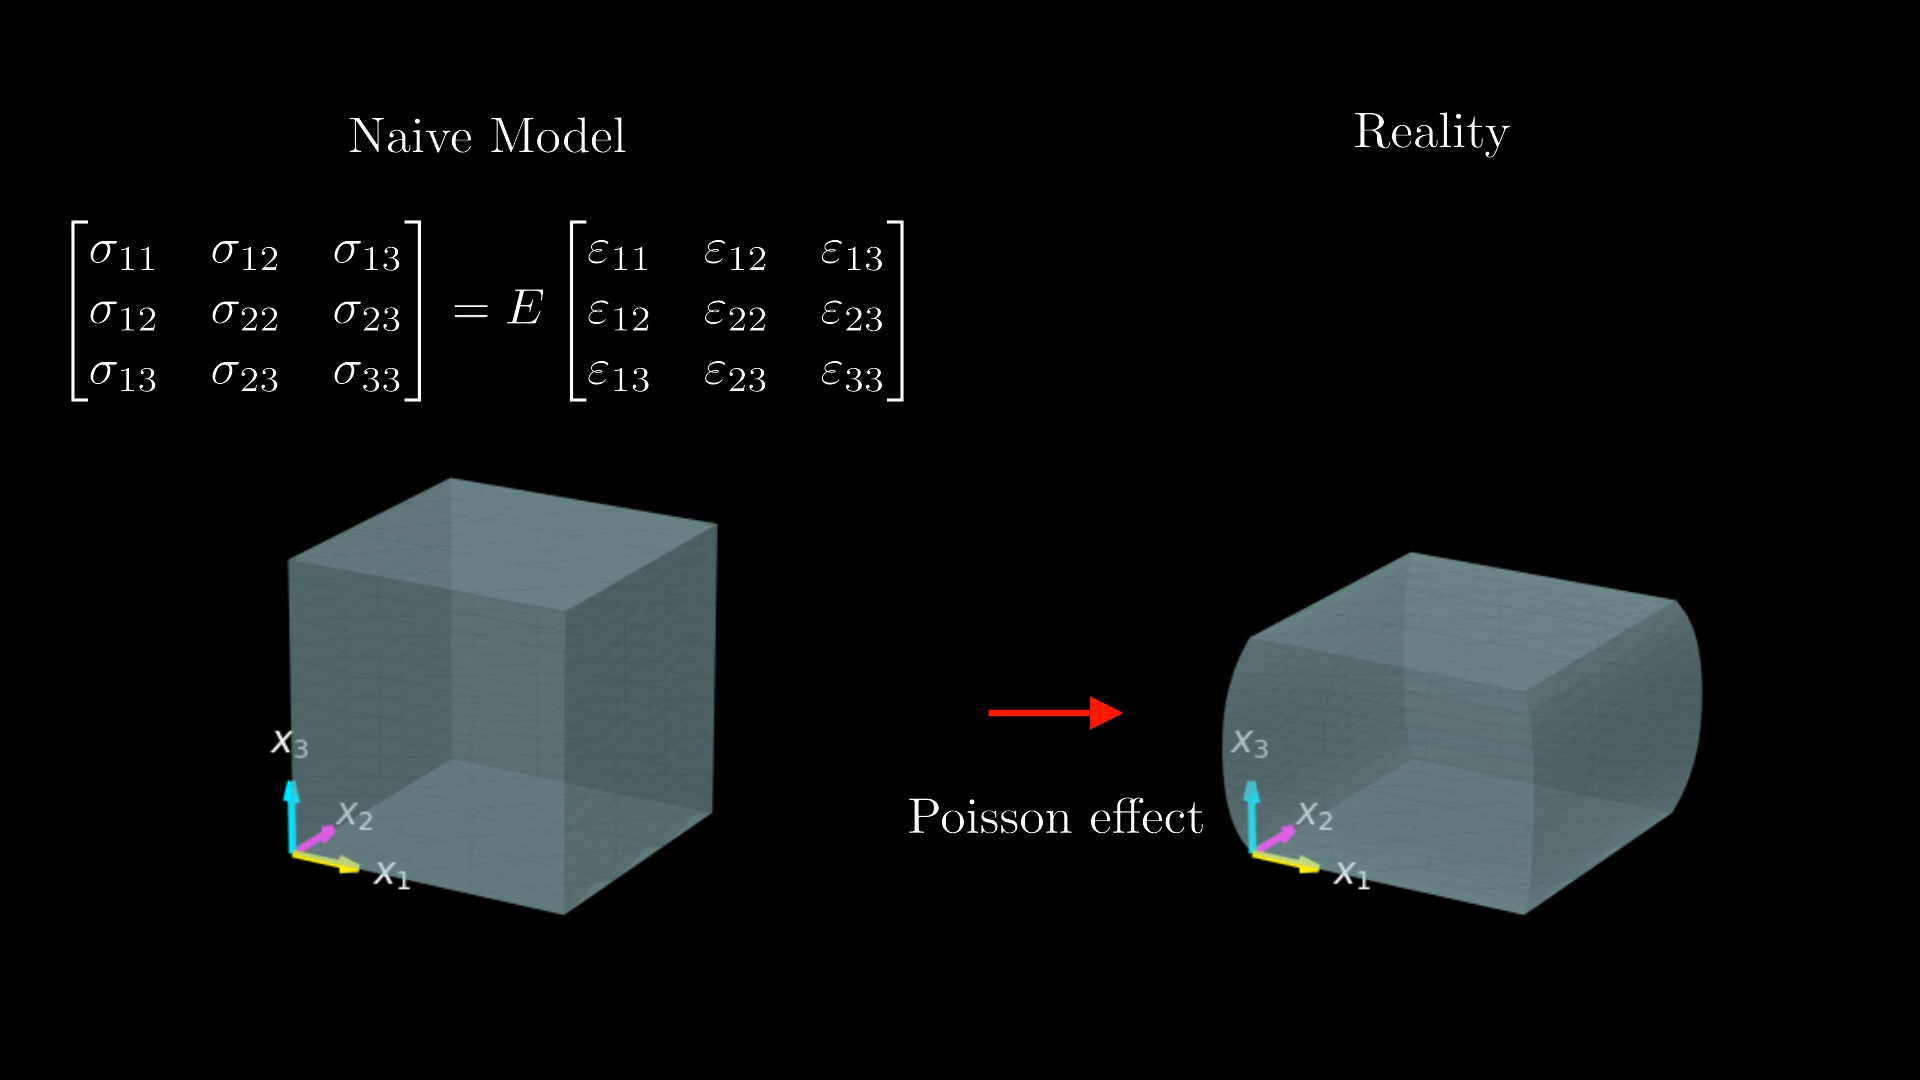 Naive Model
Reality
[σ₁₁ σ₁₂ σ₁₃] [ε₁₁ ε₁₂ ε₁₃]
[σ₁₂ σ₂₂ σ₂₃] = E [ε₁₂ ε₂₂ ε₂₃]
[σ₁₃ σ₂₃ σ₃₃] [ε₁₃ ε₂₃ ε₃₃]
x₃
x₂
x₁
Poisson effect
x₃
x₂
x₁